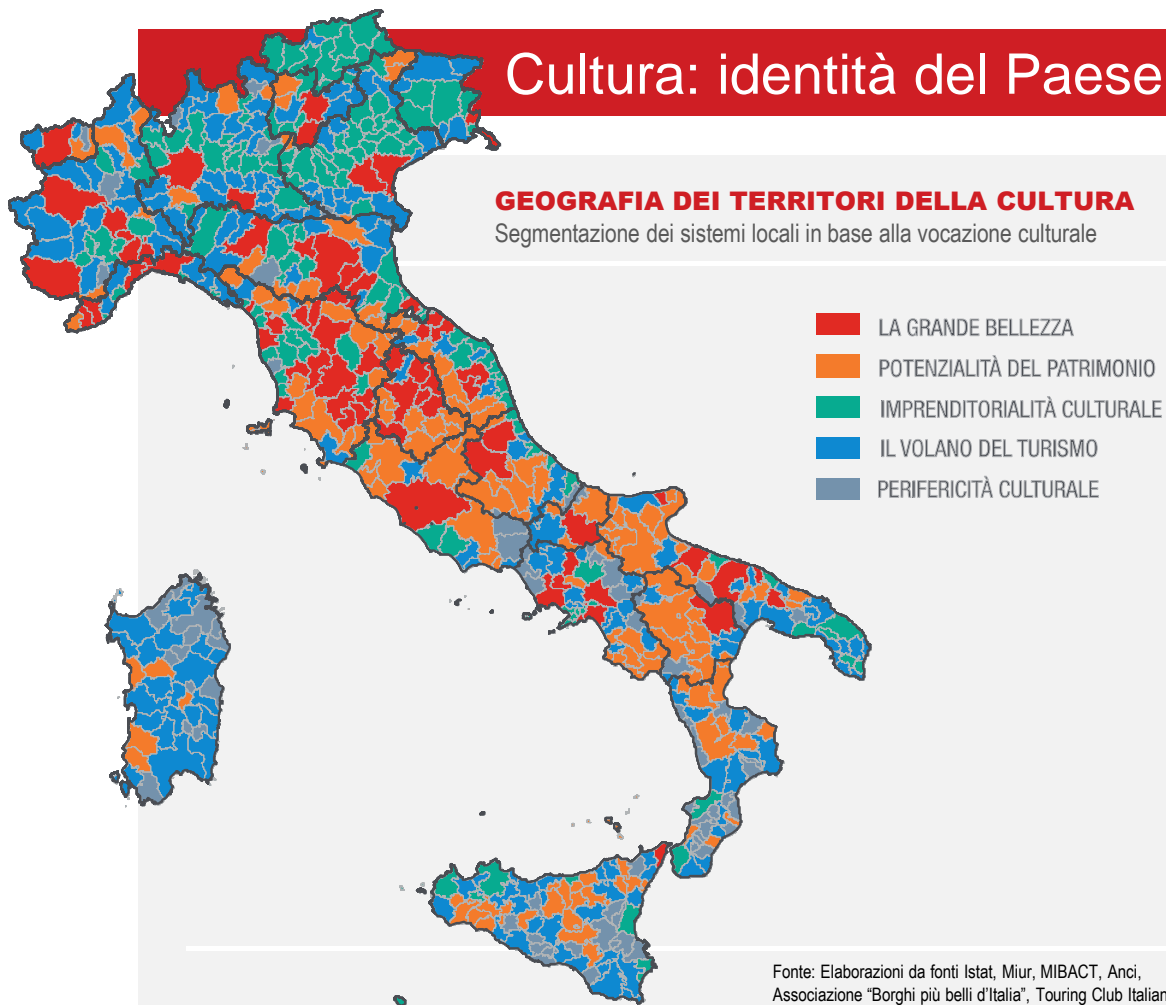 Cultura: identità del Paese
GEOGRAFIA DEI TERRITORI DELLA CULTURA
Segmentazione dei sistemi locali in base alla vocazione culturale
LA GRANDE BELLEZZA
POTENZIALITÀ DEL PATRIMONIO
IMPRENDITORIALITÀ CULTURALE
IL VOLANO DEL TURISMO
PERIFERICITÀ CULTURALE
Fonte: Elaborazioni da fonti Istat, Miur, MIBACT, Anci,
Associazione “Borghi più belli d’Italia”, Touring Club Italian